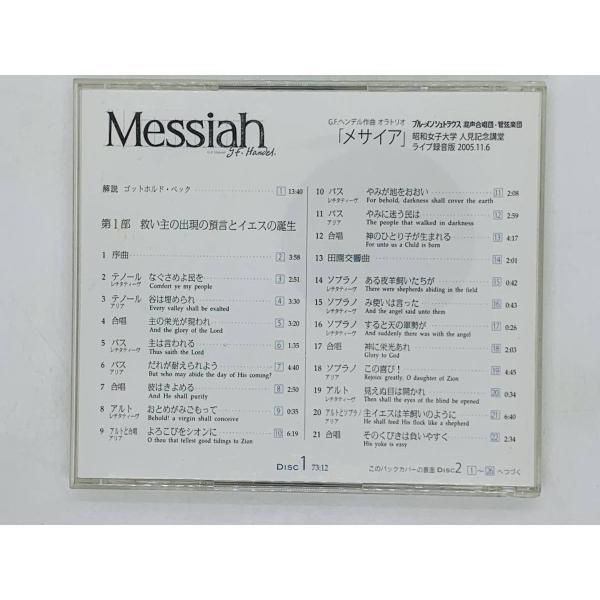 Messiah
G.F. Handel.
G.F.ヘンデル作曲 オラトリオ
「メサイア」
ブルーメンシュトラウス 混声合唱団・管弦楽団
昭和女子大学 人見記念講堂
ライブ録音版 2005.11.6
解説 ゴットホルド・ベック 1 13:40
第1部 救い主の出現の預言とイエスの誕生
1 序曲 2 3:58
2 テノール なぐさめよ民を 3 2:51
レチタティーヴ Comfort ye my people
3 テノール 谷は埋められ 4 3:30
アリア Every valley shall be exalted
4 合唱 主の栄光が現われ 5 3:20
And the glory of the Lord
5 バス 主は言われる 6 1:35
レチタティーヴ Thus saith the Lord
6 バス だれが耐えられよう 7 4:40
アリア But who may abide the day of His coming?
7 合唱 彼はきよめる 8 2:50
And He shall purify
8 アルト おとめがみごもって 9 0:35
レチタティーヴ Behold! a virgin shall conceive
9 アルトと合唱 よろこびをシオンに 10 6:19
アリア O thou that tellest good tidings to Zion
10 バス やみが地をおおい 11 2:08
レチタティーヴ For behold, darkness shall cover the earth
11 バス やみに迷う民は 12 2:59
アリア The people that walked in darkness
12 合唱 神のひとり子が生まれる 13 4:17
For unto us a Child is born
13 田園交響曲 14 2:01
14 ソプラノ ある夜羊飼いたちが 15 0:42
レチタティーヴ There were shepherds abiding in the field
15 ソプラノ み使いは言った 16 0:43
レチタティーヴ And the angel said unto them
16 ソプラノ すると天の軍勢が 17 0:26
レチタティーヴ And suddenly there was with the angel
17 合唱 神に栄光あれ 18 2:03
Glory to God
18 ソプラノ この喜び! 19 4:45
アリア Rejoice greatly, O daughter of Zion
19 アルト 見えぬ目は開かれ 20 0:34
レチタティーヴ Then shall the eyes of the blind be opened
20 アルトとソプラノ 主イエスは羊飼いのように 21 6:40
アリア He shall feed His flock like a shepherd
21 合唱 そのくびきは負いやすく 22 2:34
His yoke is easy
DISC1 73:12
このバックカバーの裏面 DISC2 1〜26へつづく